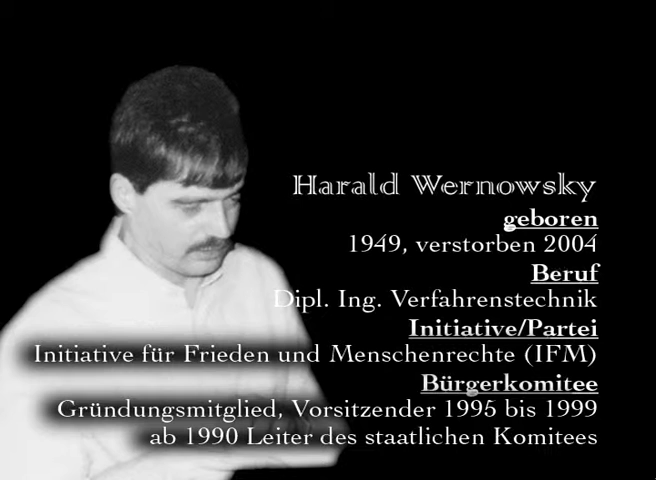 Harald Wernowsky
geboren
1949, verstorben 2004
Beruf
Dipl. Ing. Verfahrenstechnik
Initiative/Partei
Initiative für Frieden und Menschenrechte (IFM)
Bürgerkomitee
Gründungsmitglied, Vorsitzender 1995 bis 1999
ab 1990 Leiter des staatlichen Komitees